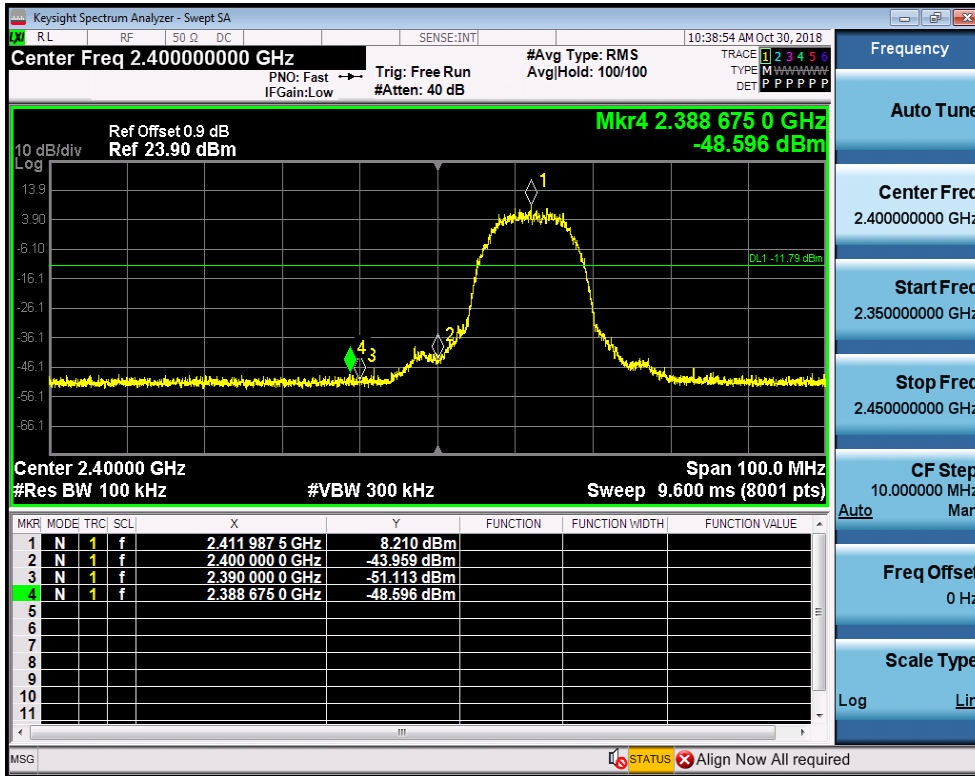 Keysight Spectrum Analyzer - Swept SA
LXI RL RF 50 Ω DC SENSE:INT 10:38:54 AM Oct 30, 2018
Center Freq 2.400000000 GHz
PNO: Fast
IFGain:Low
Trig: Free Run
#Atten: 40 dB
#Avg Type: RMS
Avg|Hold: 100/100
TRACE 1 2 3 4 5 6
TYPE M W W W W W
DET P P P P P P
Mkr4 2.388 675 0 GHz
-48.596 dBm
Ref Offset 0.9 dB
10 dB/div Ref 23.90 dBm
Log
13.9
3.90
-6.10
-16.1
-26.1
-36.1
-46.1
-56.1
-66.1
1
DL1 -11.79 dBm
2
4
3
Center 2.40000 GHz Span 100.0 MHz
#Res BW 100 kHz #VBW 300 kHz Sweep 9.600 ms (8001 pts)
MKR MODE TRC SCL X Y FUNCTION FUNCTION WIDTH FUNCTION VALUE
1 N 1 f 2.411 987 5 GHz 8.210 dBm
2 N 1 f 2.400 000 0 GHz -43.959 dBm
3 N 1 f 2.390 000 0 GHz -51.113 dBm
4 N 1 f 2.388 675 0 GHz -48.596 dBm
5
6
7
8
9
10
11
MSG STATUS Align Now All required
Frequency
Auto Tune
Center Freq
2.400000000 GHz
Start Freq
2.350000000 GHz
Stop Freq
2.450000000 GHz
CF Step
10.000000 MHz
Auto Man
Freq Offset
0 Hz
Scale Type
Log Lin